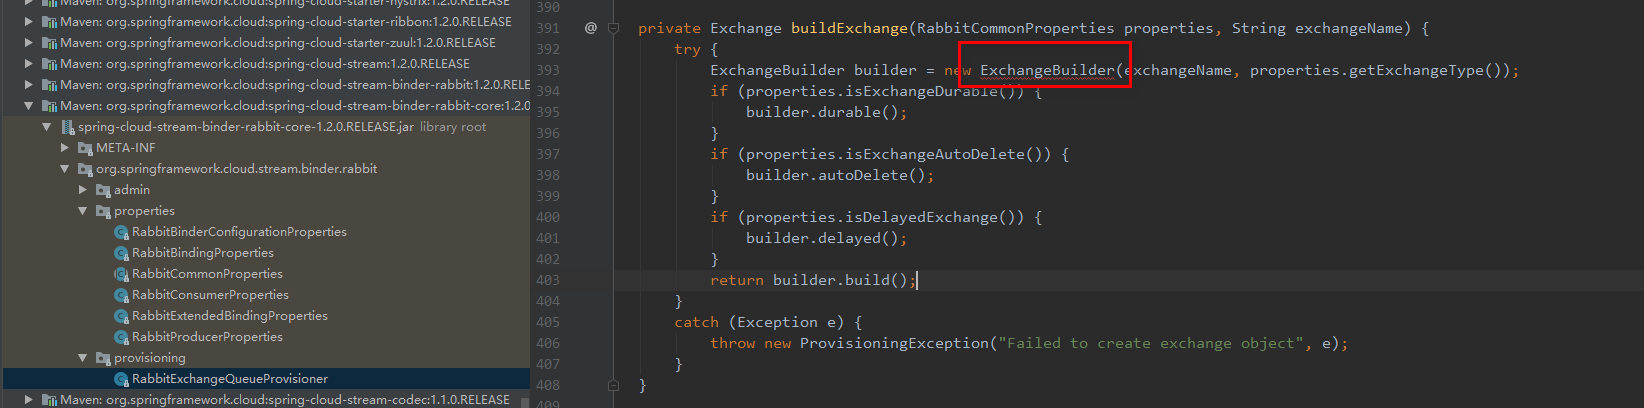 Maven: org.springframework.cloud:spring-cloud-starter-hystrix:1.2.0.RELEASE
Maven: org.springframework.cloud:spring-cloud-starter-ribbon:1.2.0.RELEASE
Maven: org.springframework.cloud:spring-cloud-starter-zuul:1.2.0.RELEASE
Maven: org.springframework.cloud:spring-cloud-stream:1.2.0.RELEASE
Maven: org.springframework.cloud:spring-cloud-stream-binder-rabbit:1.2.0.RELEA
Maven: org.springframework.cloud:spring-cloud-stream-binder-rabbit-core:1.2.0
spring-cloud-stream-binder-rabbit-core-1.2.0.RELEASE.jar library root
META-INF
org.springframework.cloud.stream.binder.rabbit
admin
properties
RabbitBinderConfigurationProperties
RabbitBindingProperties
RabbitCommonProperties
RabbitConsumerProperties
RabbitExtendedBindingProperties
RabbitProducerProperties
provisioning
RabbitExchangeQueueProvisioner
Maven: org.springframework.cloud:spring-cloud-stream-codec:1.1.0.RELEASE
390
391 @ private Exchange buildExchange(RabbitCommonProperties properties, String exchangeName) {
392 try {
393 ExchangeBuilder builder = new ExchangeBuilder(exchangeName, properties.getExchangeType());
394 if (properties.isExchangeDurable()) {
395 builder.durable();
396 }
397 if (properties.isExchangeAutoDelete()) {
398 builder.autoDelete();
399 }
400 if (properties.isDelayedExchange()) {
401 builder.delayed();
402 }
403 return builder.build();
404 }
405 catch (Exception e) {
406 throw new ProvisioningException("Failed to create exchange object", e);
407 }
408 }
409